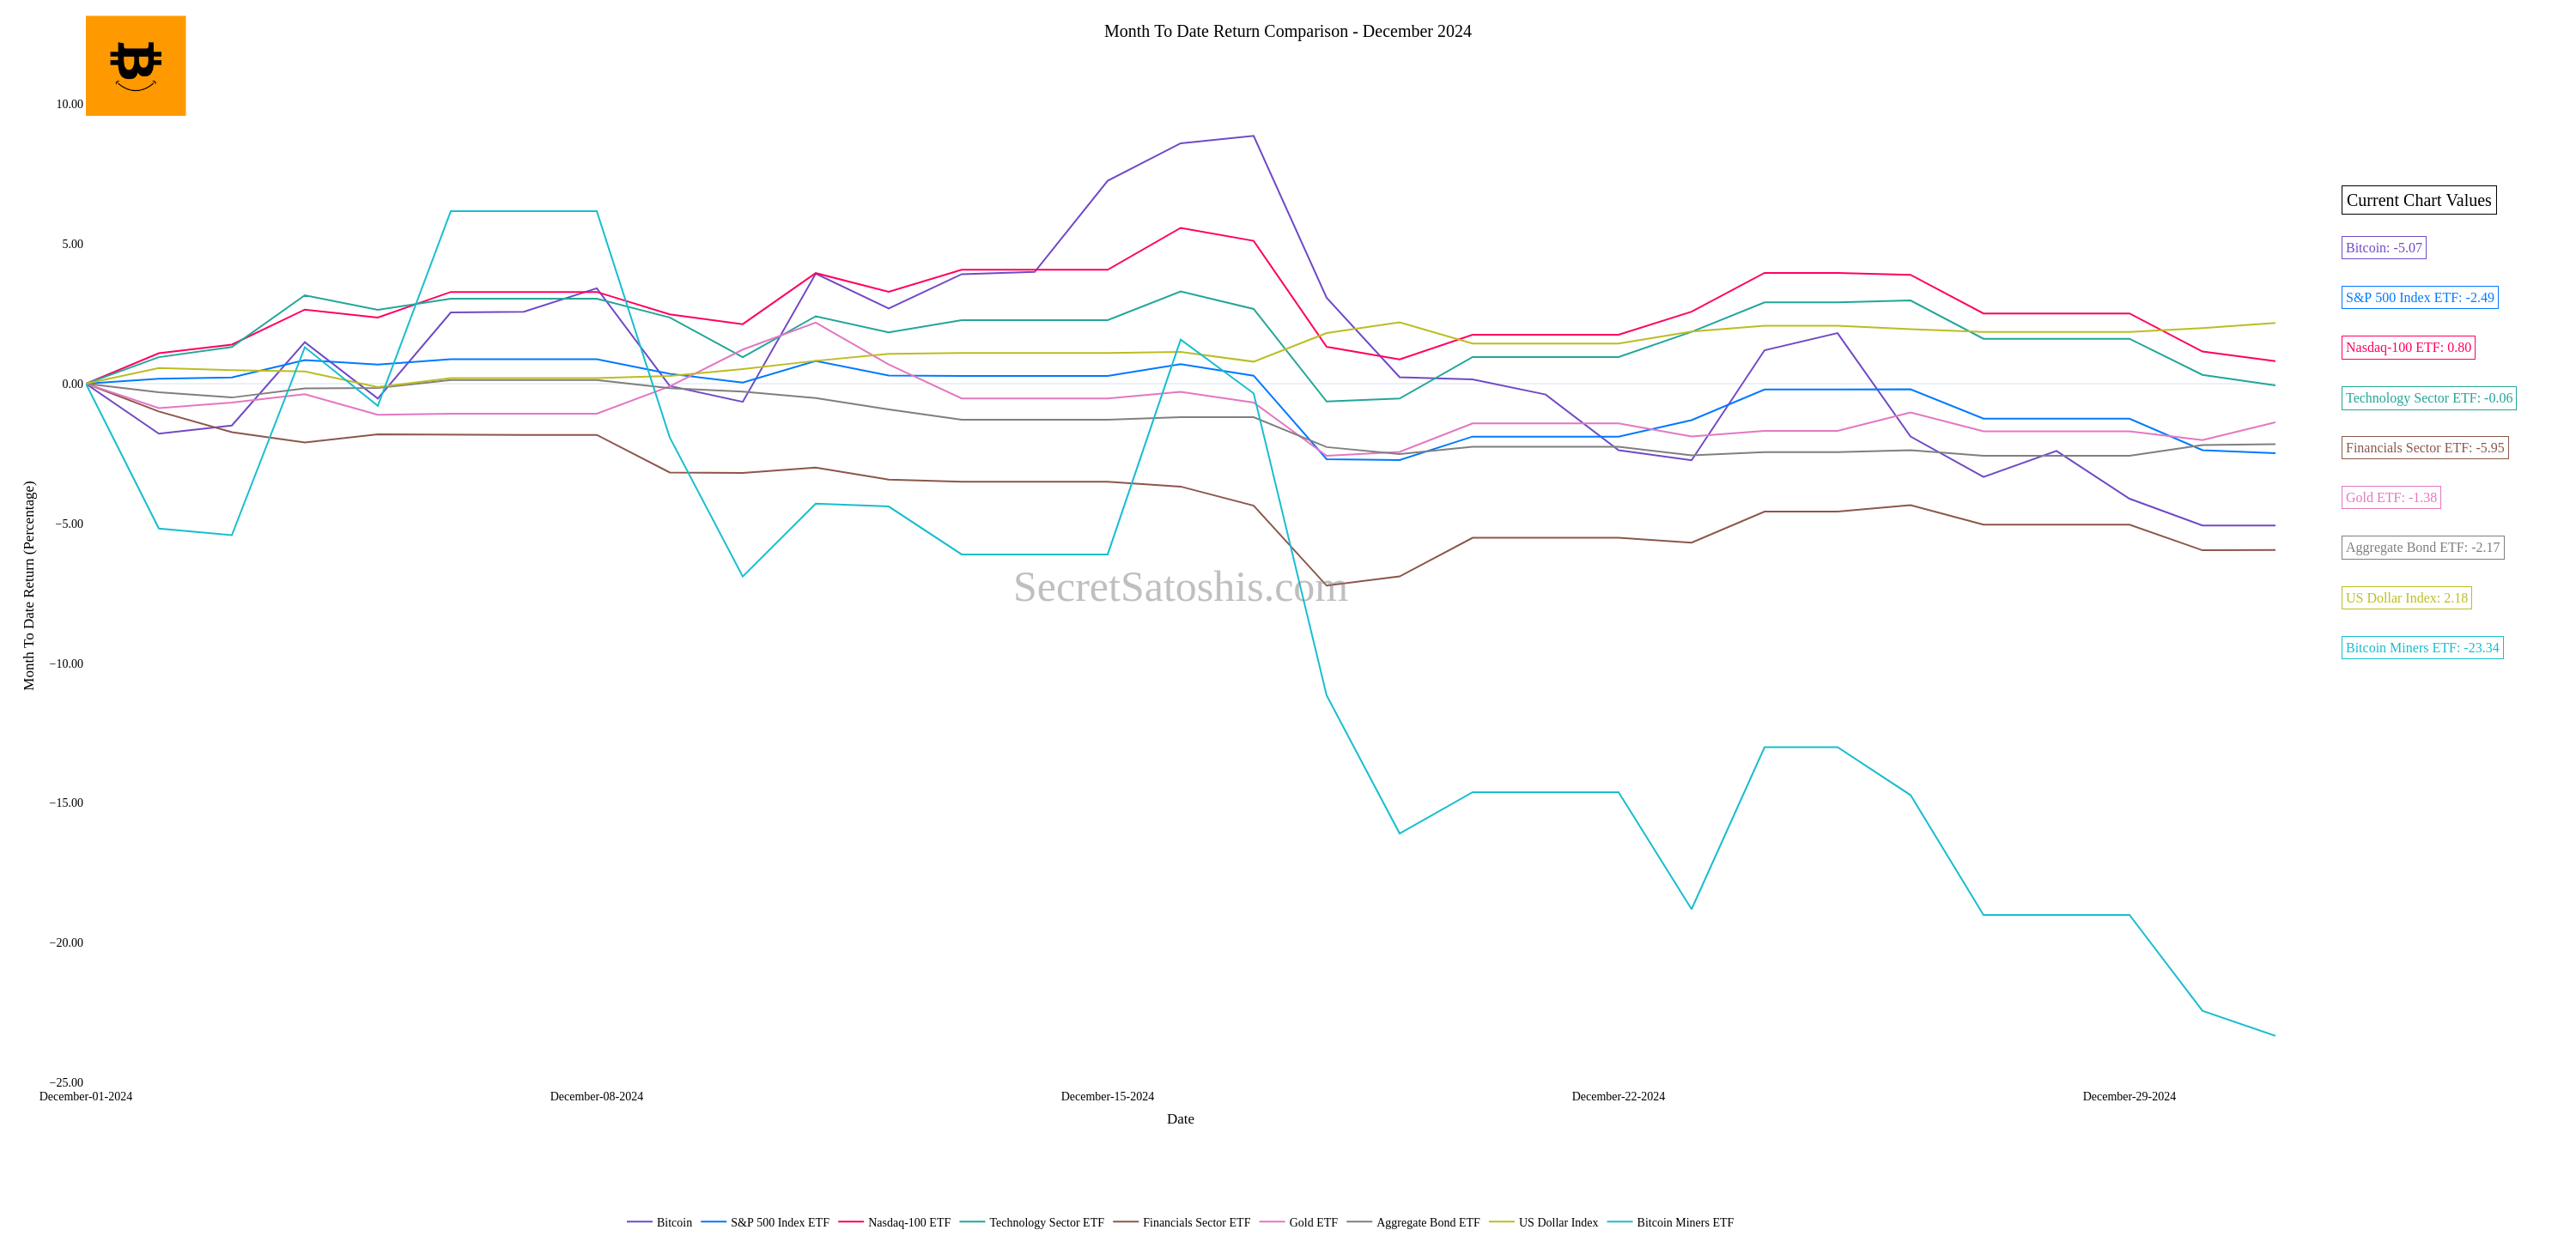 Month To Date Return Comparison - December 2024
10.00
5.00
0.00
−5.00
−10.00
−15.00
−20.00
−25.00
Month To Date Return (Percentage)
SecretSatoshis.com
Current Chart Values
Bitcoin: -5.07
S&P 500 Index ETF: -2.49
Nasdaq-100 ETF: 0.80
Technology Sector ETF: -0.06
Financials Sector ETF: -5.95
Gold ETF: -1.38
Aggregate Bond ETF: -2.17
US Dollar Index: 2.18
Bitcoin Miners ETF: -23.34
December-01-2024 December-08-2024 December-15-2024 December-22-2024 December-29-2024
Date
Bitcoin S&P 500 Index ETF Nasdaq-100 ETF Technology Sector ETF Financials Sector ETF Gold ETF Aggregate Bond ETF US Dollar Index Bitcoin Miners ETF